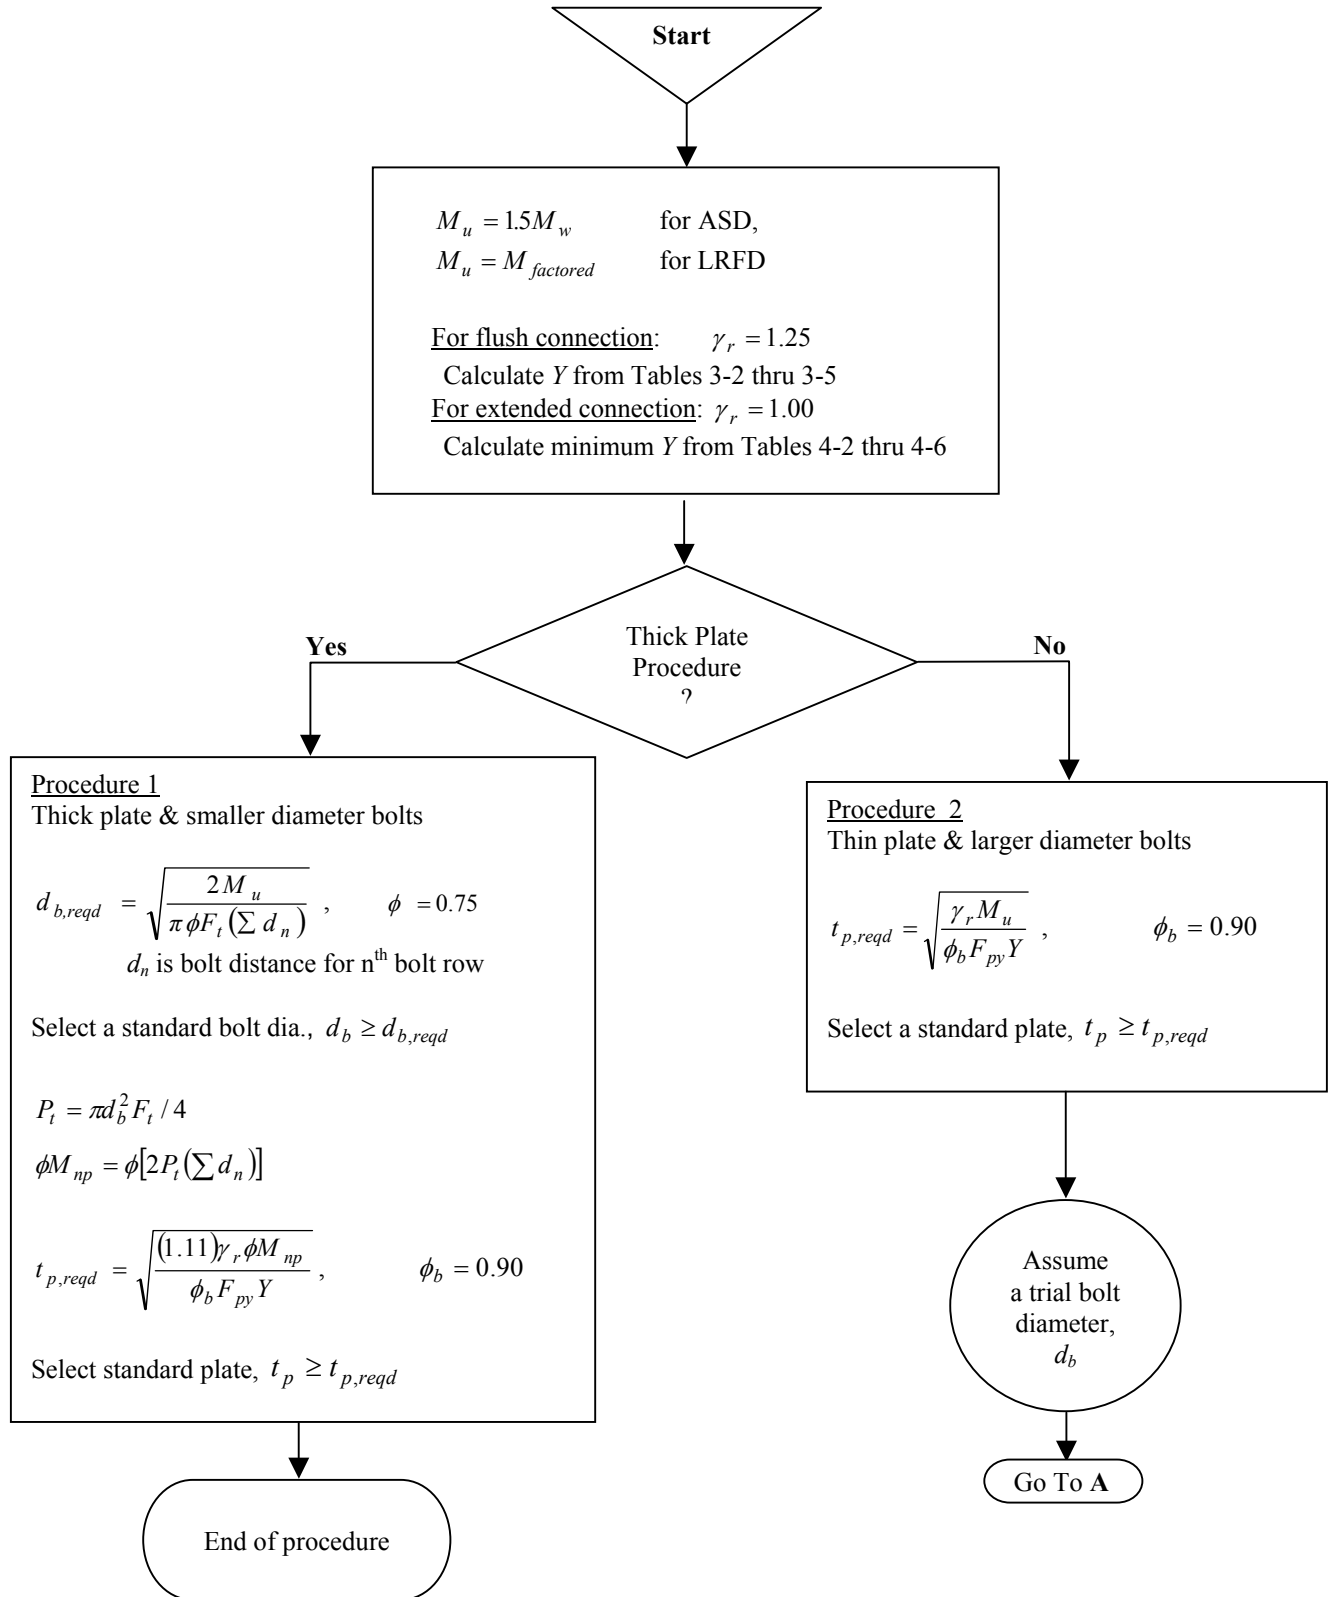 Start
M_u = 1.5M_w for ASD,
M_u = M_factored for LRFD
For flush connection: γ_r = 1.25
Calculate Y from Tables 3-2 thru 3-5
For extended connection: γ_r = 1.00
Calculate minimum Y from Tables 4-2 thru 4-6
Thick Plate
Procedure
?
Yes
No
Procedure 1
Thick plate & smaller diameter bolts
d_b,reqd = √(2M_u / πφF_t(∑ d_n)) , φ = 0.75
d_n is bolt distance for n^th bolt row
Select a standard bolt dia., d_b ≥ d_b,reqd
P_t = πd_b^2 F_t / 4
φM_np = φ[2P_t(∑ d_n)]
t_p,reqd = √((1.11)γ_r φM_np / φ_b F_py Y) , φ_b = 0.90
Select standard plate, t_p ≥ t_p,reqd
End of procedure
Procedure 2
Thin plate & larger diameter bolts
t_p,reqd = √(γ_r M_u / φ_b F_py Y) , φ_b = 0.90
Select a standard plate, t_p ≥ t_p,reqd
Assume
a trial bolt
diameter,
d_b
Go To A